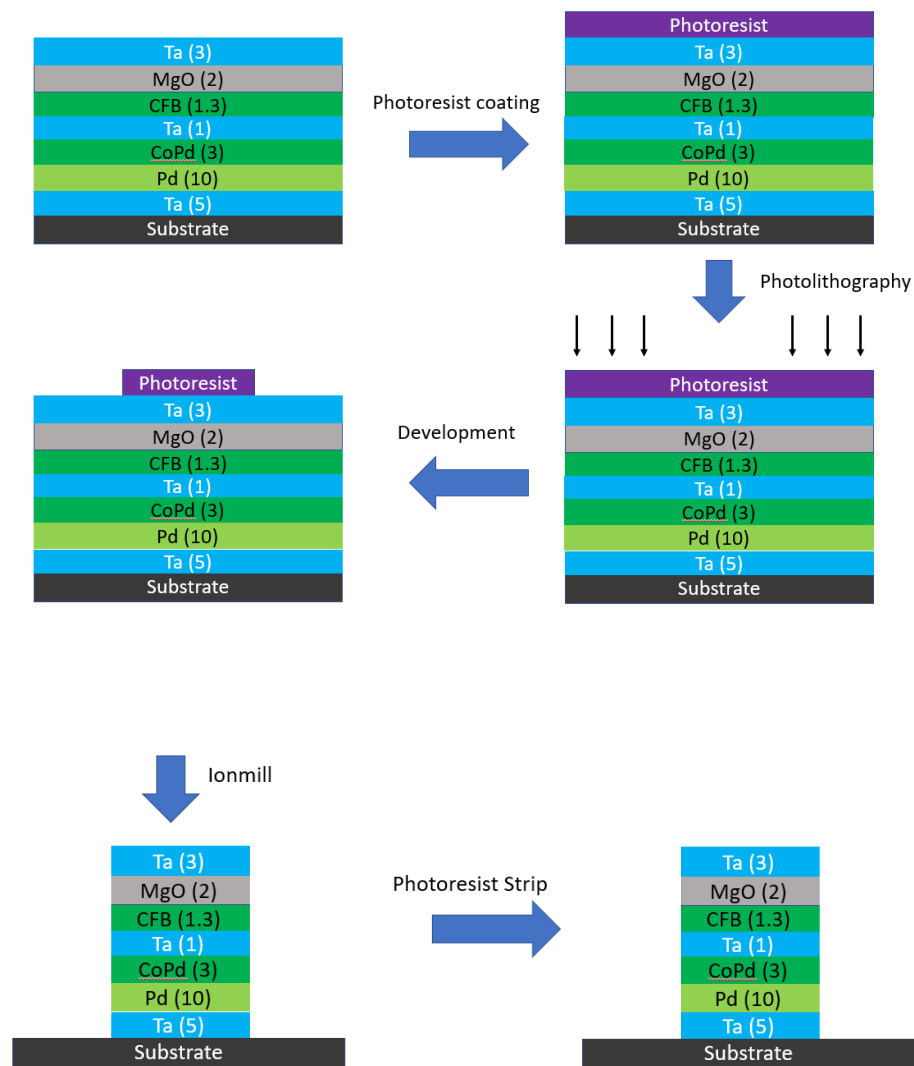 Ta (3)
MgO (2)
CFB (1.3)
Ta (1)
CoPd (3)
Pd (10)
Ta (5)
Substrate
Photoresist coating
Photoresist
Ta (3)
MgO (2)
CFB (1.3)
Ta (1)
CoPd (3)
Pd (10)
Ta (5)
Substrate
Photolithography
Photoresist
Ta (3)
MgO (2)
CFB (1.3)
Ta (1)
CoPd (3)
Pd (10)
Ta (5)
Substrate
Development
Photoresist
Ta (3)
MgO (2)
CFB (1.3)
Ta (1)
CoPd (3)
Pd (10)
Ta (5)
Substrate
Ionmill
Ta (3)
MgO (2)
CFB (1.3)
Ta (1)
CoPd (3)
Pd (10)
Ta (5)
Substrate
Photoresist Strip
Ta (3)
MgO (2)
CFB (1.3)
Ta (1)
CoPd (3)
Pd (10)
Ta (5)
Substrate